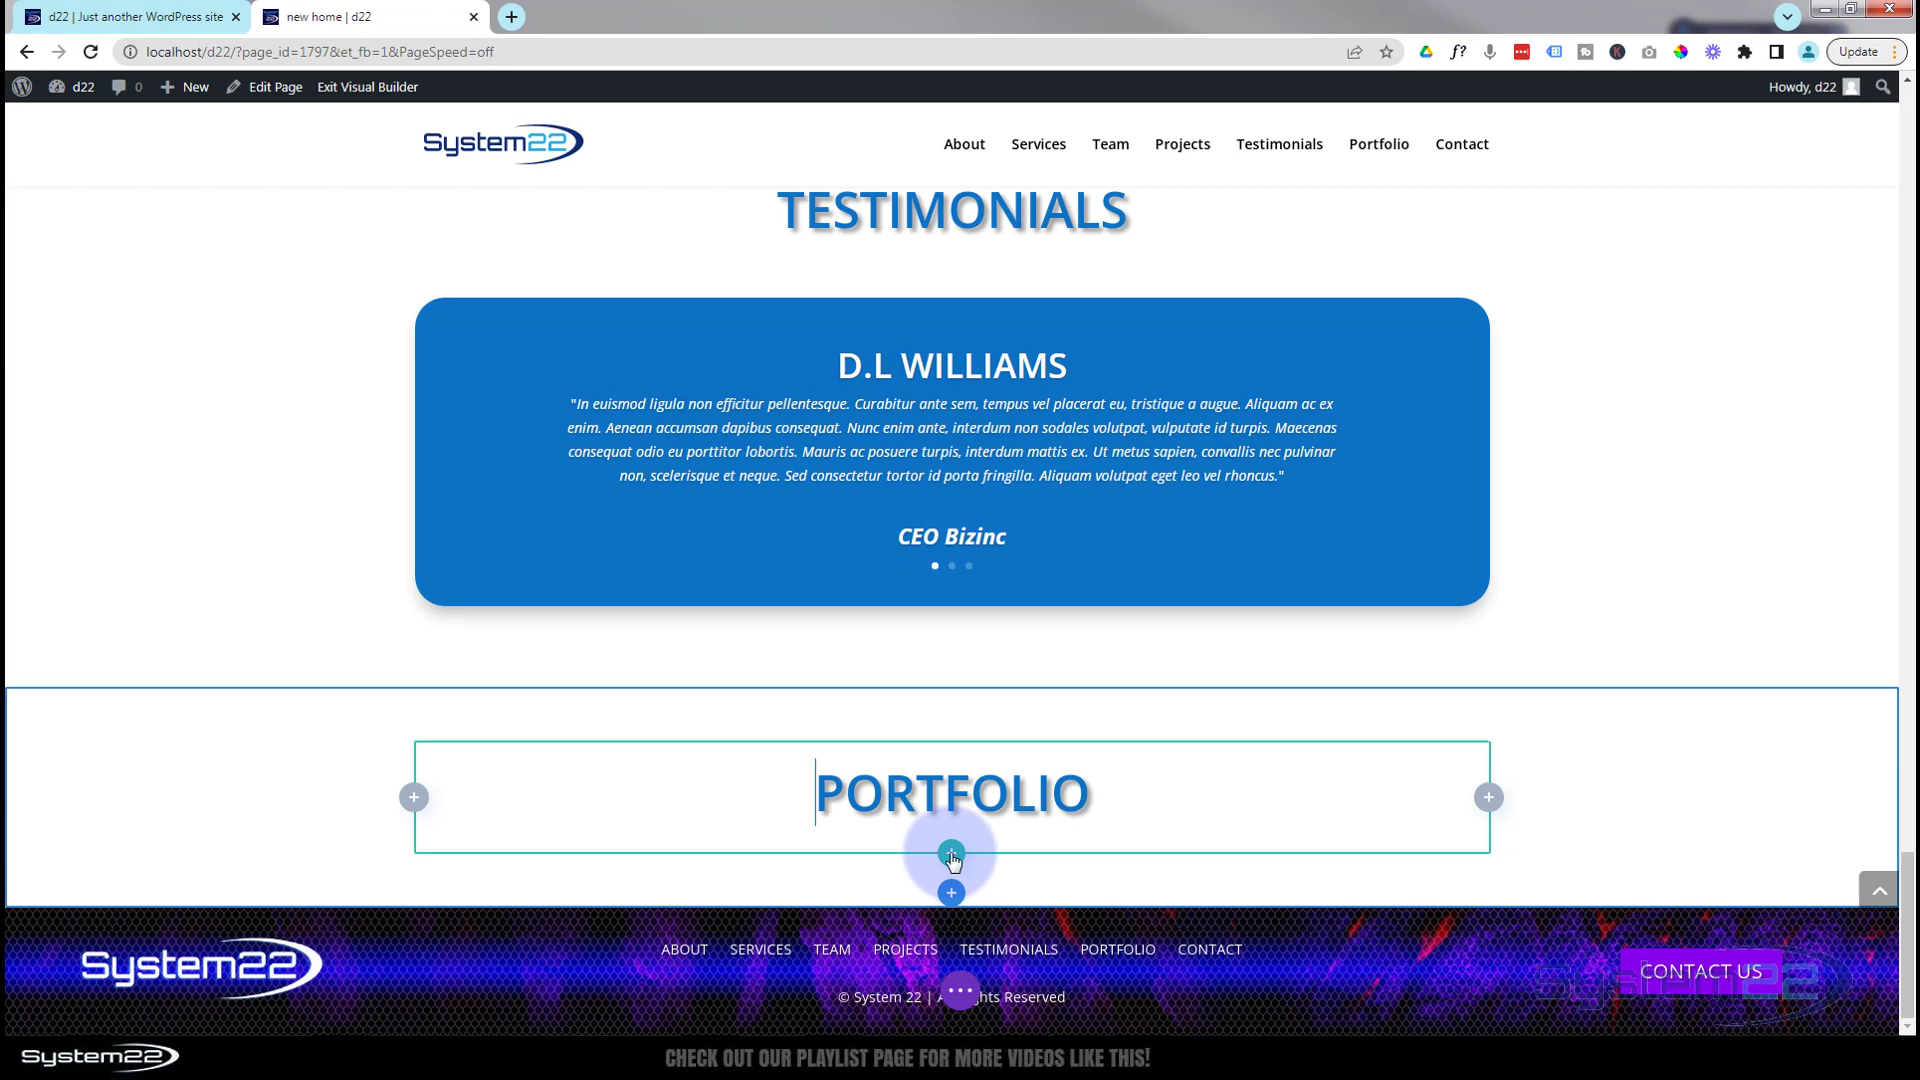 d22 | Just another WordPress site
new home | d22
localhost/d22/?page_id=1797&et_fb=1&PageSpeed=off
Update
d22
0
New
Edit Page
Exit Visual Builder
Howdy, d22
System22
About
Services
Team
Projects
Testimonials
Portfolio
Contact
TESTIMONIALS
D.L WILLIAMS
"In euismod ligula non efficitur pellentesque. Curabitur ante sem, tempus vel placerat eu, tristique a augue. Aliquam ac ex
enim. Aenean accumsan dapibus consequat. Nunc enim ante, interdum non sodales volutpat, vulputate id turpis. Maecenas
consequat odio eu porttitor lobortis. Mauris ac posuere turpis, interdum mattis ex. Ut metus sapien, convallis nec pulvinar
non, scelerisque et neque. Sed consectetur tortor id porta fringilla. Aliquam volutpat eget leo vel rhoncus."
CEO Bizinc
PORTFOLIO
System22
ABOUT
SERVICES
TEAM
PROJECTS
TESTIMONIALS
PORTFOLIO
CONTACT
CONTACT US
System22
© System 22 | A ghts Reserved
System22
CHECK OUT OUR PLAYLIST PAGE FOR MORE VIDEOS LIKE THIS!